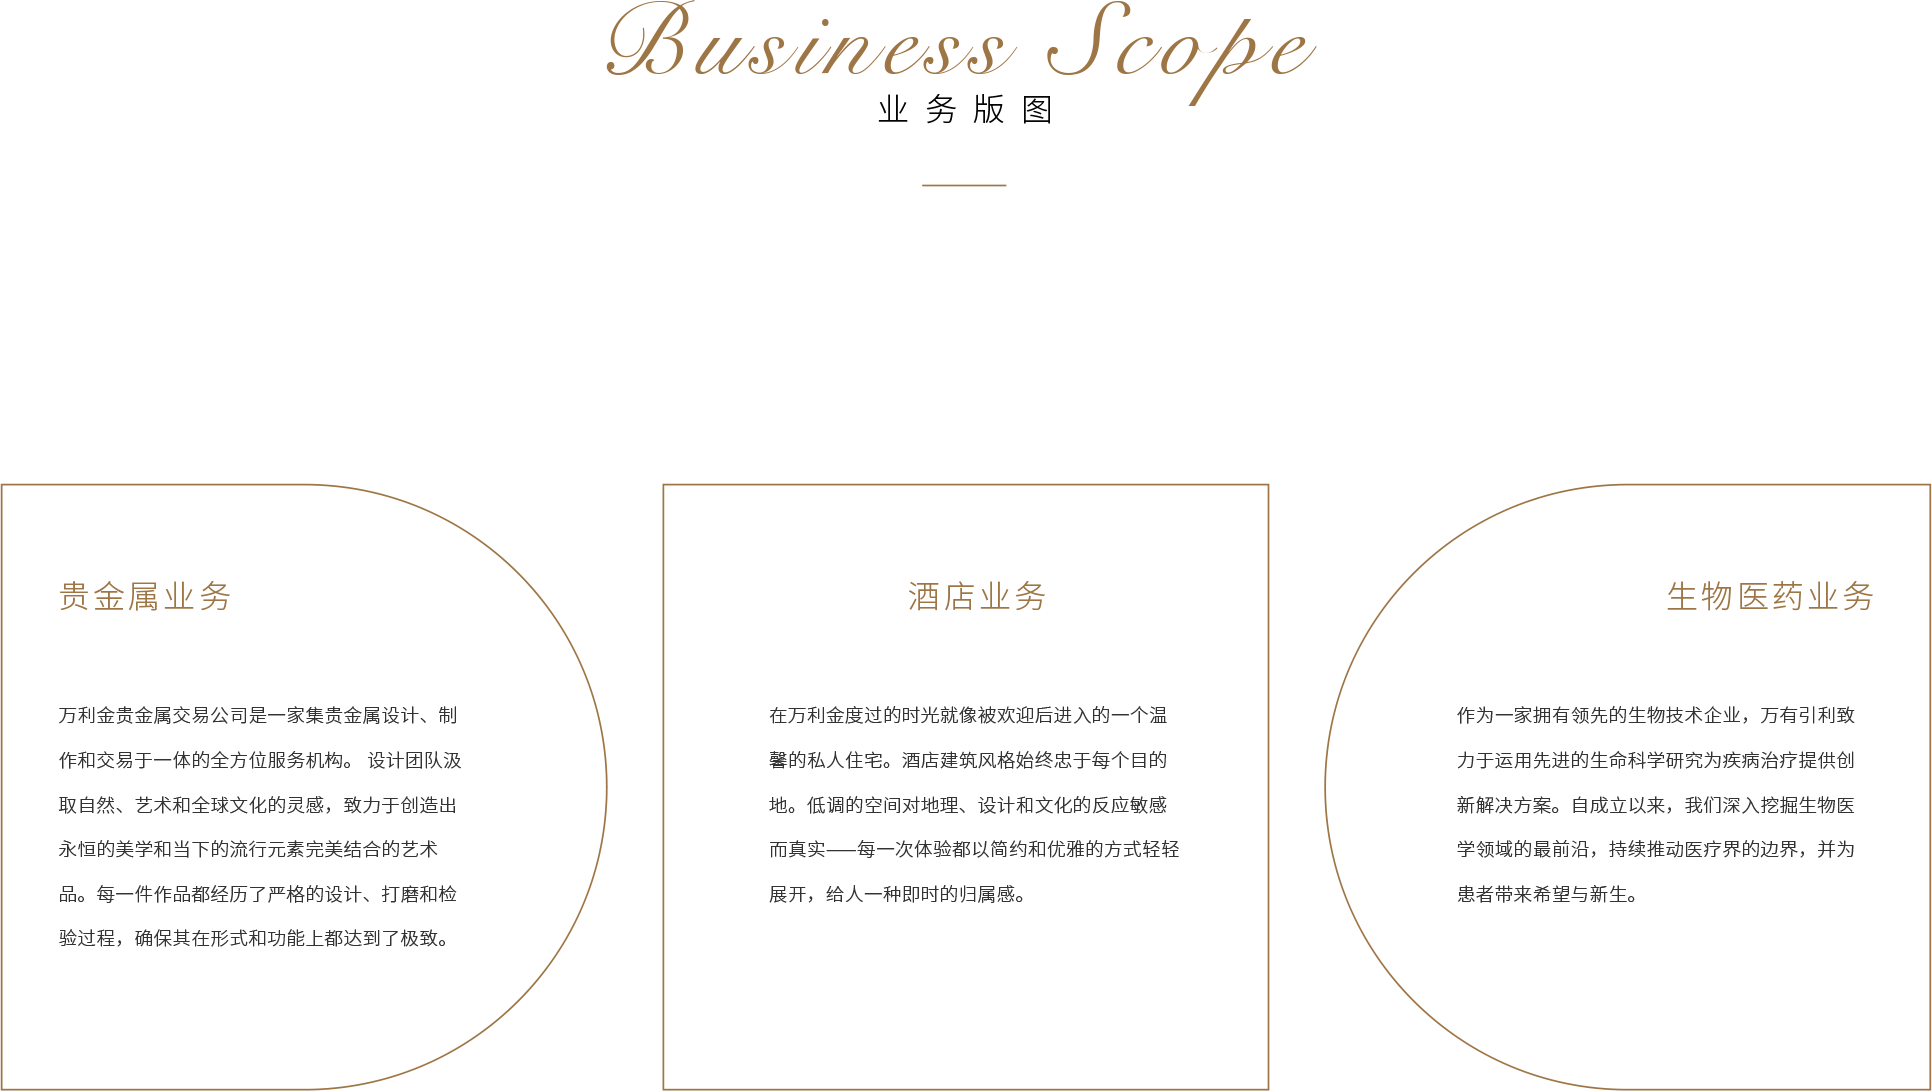 Business Scope
业务版图
贵金属业务
万利金贵金属交易公司是一家集贵金属设计、制
作和交易于一体的全方位服务机构。 设计团队汲
取自然、艺术和全球文化的灵感，致力于创造出
永恒的美学和当下的流行元素完美结合的艺术
品。每一件作品都经历了严格的设计、打磨和检
验过程，确保其在形式和功能上都达到了极致。
酒店业务
在万利金度过的时光就像被欢迎后进入的一个温
馨的私人住宅。酒店建筑风格始终忠于每个目的
地。低调的空间对地理、设计和文化的反应敏感
而真实——每一次体验都以简约和优雅的方式轻轻
展开，给人一种即时的归属感。
生物医药业务
作为一家拥有领先的生物技术企业，万有引利致
力于运用先进的生命科学研究为疾病治疗提供创
新解决方案。自成立以来，我们深入挖掘生物医
学领域的最前沿，持续推动医疗界的边界，并为
患者带来希望与新生。